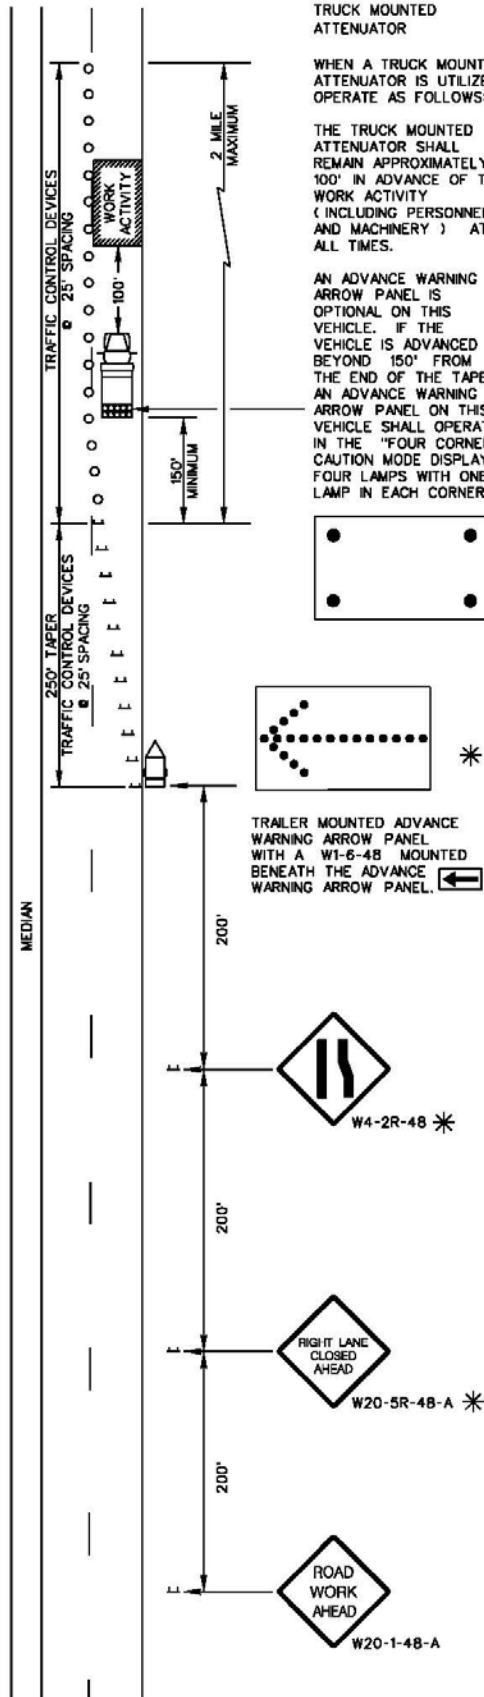 TRUCK MOUNTED
ATTENUATOR
WHEN A TRUCK MOUNT
ATTENUATOR IS UTILIZE
OPERATE AS FOLLOWS:
THE TRUCK MOUNTED
ATTENUATOR SHALL
REMAIN APPROXIMATELY
100' IN ADVANCE OF T
WORK ACTIVITY
( INCLUDING PERSONNEL
AND MACHINERY ) AT
ALL TIMES.
AN ADVANCE WARNING
ARROW PANEL IS
OPTIONAL ON THIS
VEHICLE. IF THE
VEHICLE IS ADVANCED
BEYOND 150' FROM
THE END OF THE TAPE
AN ADVANCE WARNING
ARROW PANEL ON THIS
VEHICLE SHALL OPERAT
IN THE "FOUR CORNE
CAUTION MODE DISPLAY
FOUR LAMPS WITH ONE
LAMP IN EACH CORNER
TRAFFIC CONTROL DEVICES
@ 25' SPACING
WORK
ACTIVITY
2 MILE
MAXIMUM
100'
150'
MINIMUM
250' TAPER
TRAFFIC CONTROL DEVICES
@ 25' SPACING
TRAILER MOUNTED ADVANCE
WARNING ARROW PANEL
WITH A W1-6-48 MOUNTED
BENEATH THE ADVANCE
WARNING ARROW PANEL.
MEDIAN
200'
W4-2R-48
200'
RIGHT LANE
CLOSED
AHEAD
W20-5R-48-A
200'
ROAD
WORK
AHEAD
W20-1-48-A